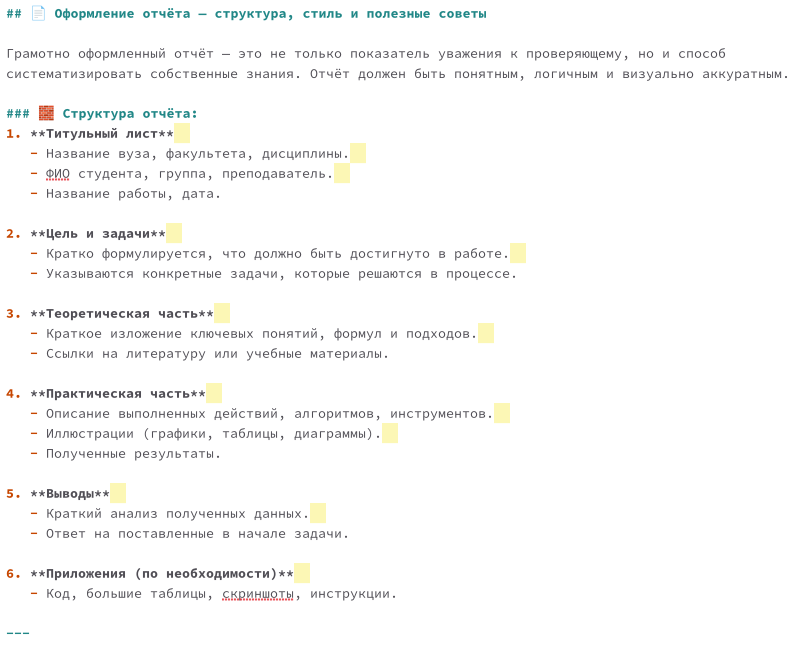 ## 📄 Оформление отчёта — структура, стиль и полезные советы
Грамотно оформленный отчёт — это не только показатель уважения к проверяющему, но и способ
систематизировать собственные знания. Отчёт должен быть понятным, логичным и визуально аккуратным.
### 🧱 Структура отчёта:
1. **Титульный лист**
   - Название вуза, факультета, дисциплины.
   - ФИО студента, группа, преподаватель.
   - Название работы, дата.
2. **Цель и задачи**
   - Кратко формулируется, что должно быть достигнуто в работе.
   - Указываются конкретные задачи, которые решаются в процессе.
3. **Теоретическая часть**
   - Краткое изложение ключевых понятий, формул и подходов.
   - Ссылки на литературу или учебные материалы.
4. **Практическая часть**
   - Описание выполненных действий, алгоритмов, инструментов.
   - Иллюстрации (графики, таблицы, диаграммы).
   - Полученные результаты.
5. **Выводы**
   - Краткий анализ полученных данных.
   - Ответ на поставленные в начале задачи.
6. **Приложения (по необходимости)**
   - Код, большие таблицы, скриншоты, инструкции.
---